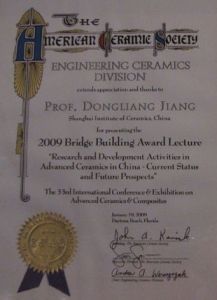 THE
AMERICAN CERAMIC SOCIETY
ENGINEERING CERAMICS
DIVISION
extends appreciation and thanks to
PROF. DONGLIANG JIANG
Shanghai Institute of Ceramics, China
for presenting the
2009 Bridge Building Award Lecture
"Research and Development Activities in
Advanced Ceramics in China - Current Status
and Future Prospects"
The 33rd International Conference & Exhibition on
Advanced Ceramics & Composites
January 19, 2009
Daytona Beach, Florida